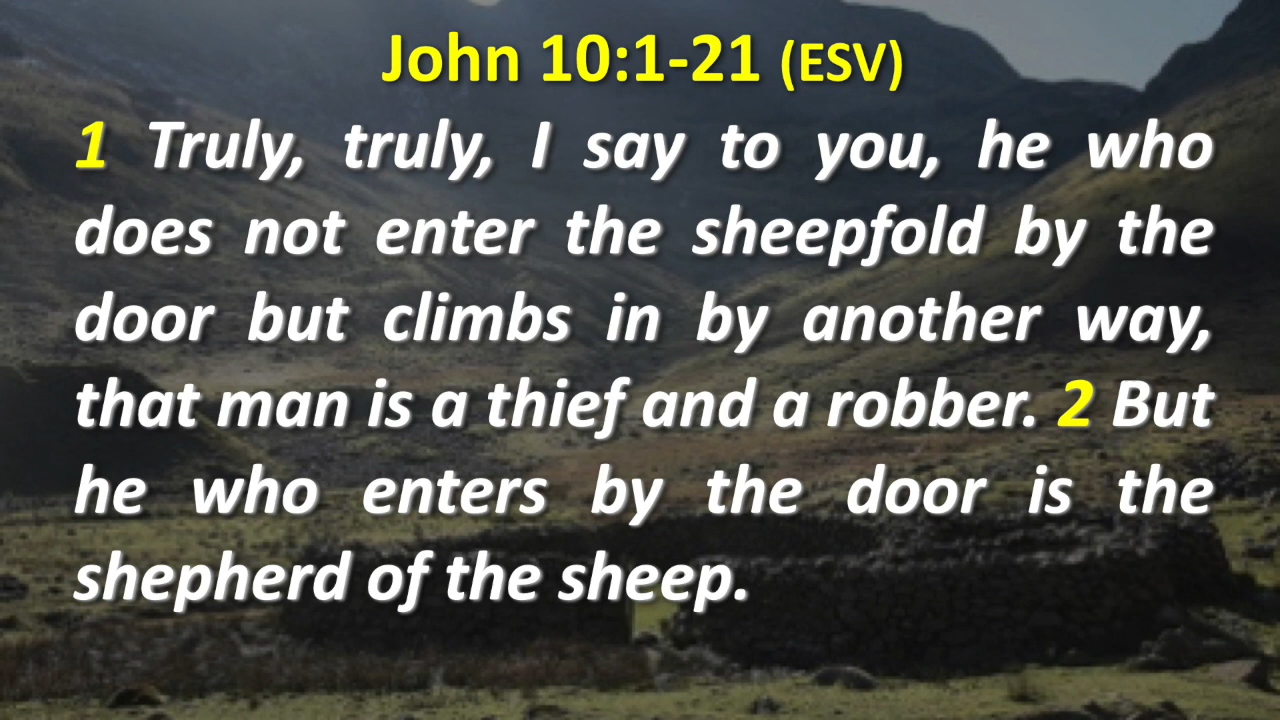 John 10:1-21 (ESV)
1 Truly, truly, I say to you, he who
does not enter the sheepfold by the
door but climbs in by another way,
that man is a thief and a robber. 2 But
he who enters by the door is the
shepherd of the sheep.